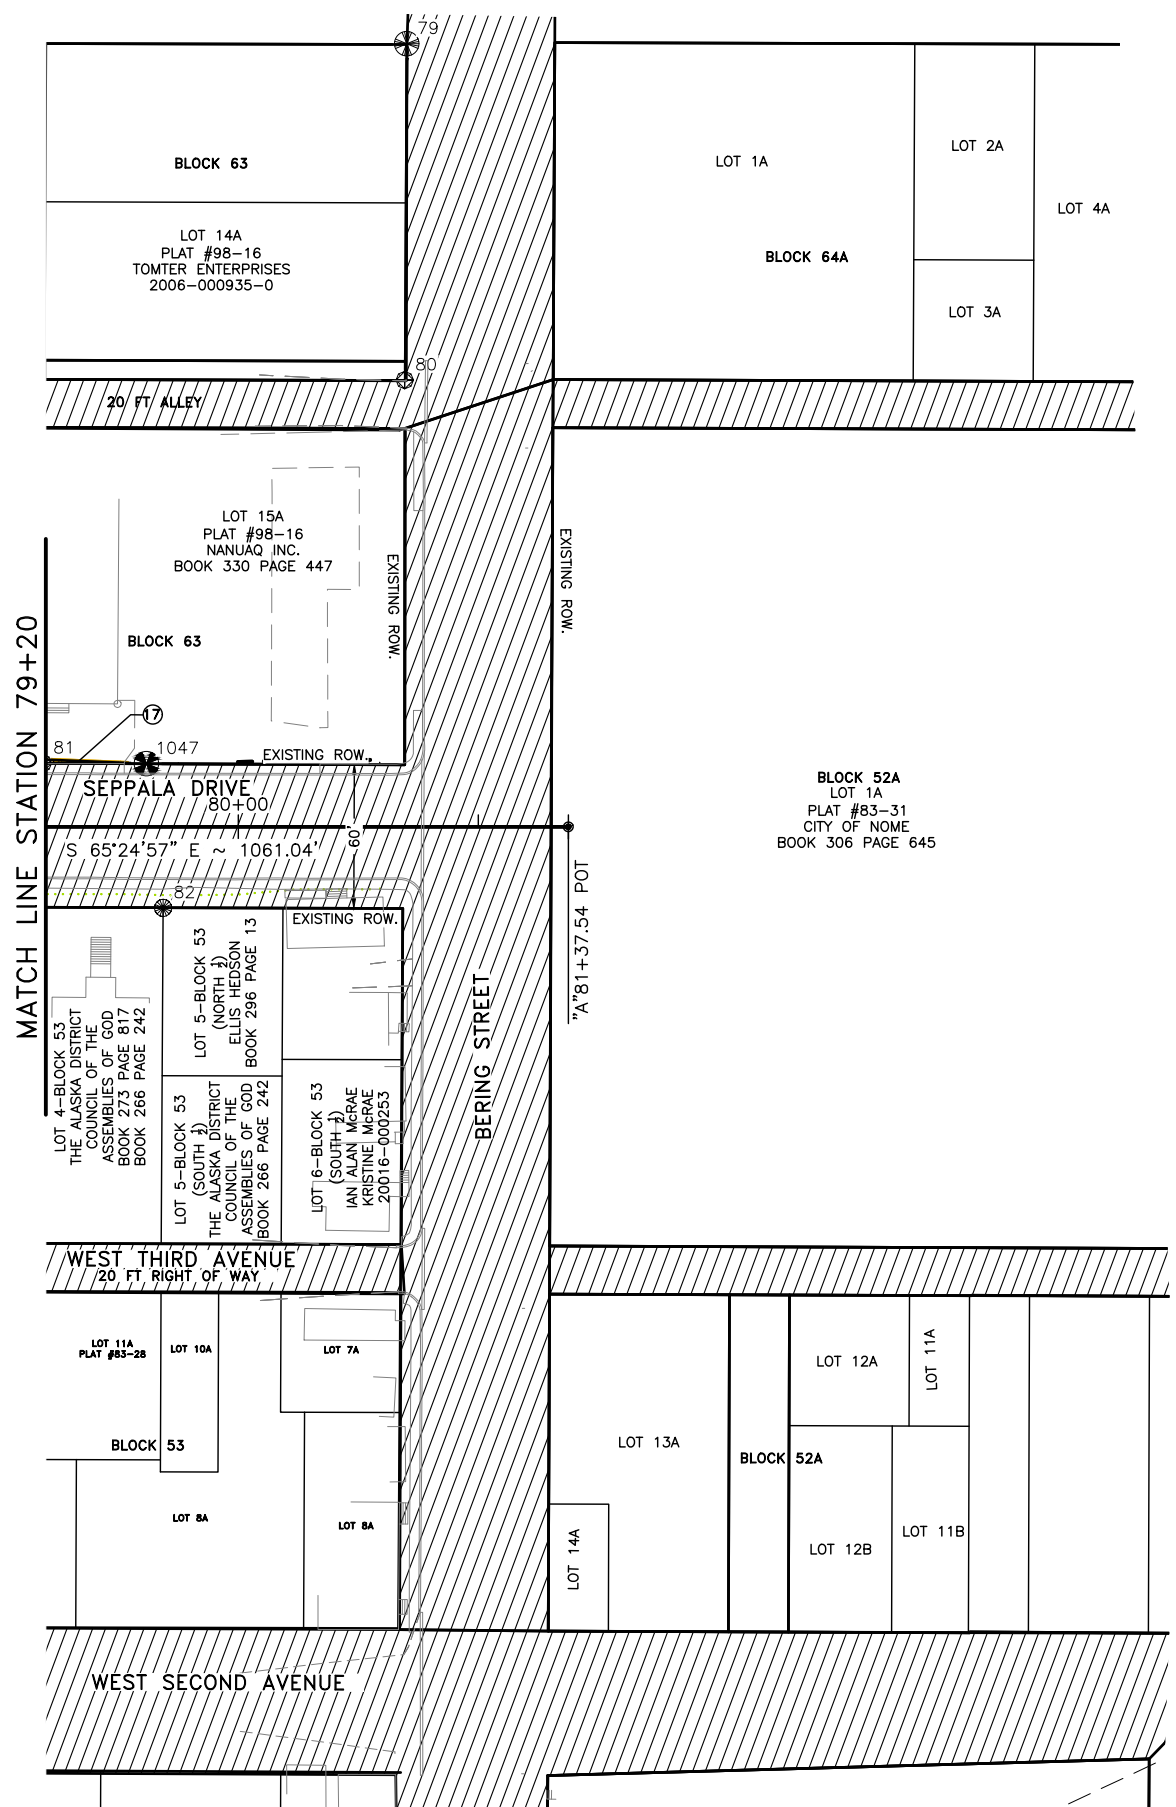 79
BLOCK 63
LOT 14A
PLAT #98-16
TOMTER ENTERPRISES
2006-000935-0
LOT 1A
LOT 2A
LOT 4A
BLOCK 64A
LOT 3A
80
20 FT ALLEY
LOT 15A
PLAT #98-16
NANUAQ INC.
BOOK 330 PAGE 447
EXISTING ROW.
EXISTING ROW.
BLOCK 63
MATCH LINE STATION 79+20
17
81
1047
EXISTING ROW.
SEPPALA DRIVE
80+00
60'
S 65°24'57" E ~ 1061.04'
BLOCK 52A
LOT 1A
PLAT #83-31
CITY OF NOME
BOOK 306 PAGE 645
82
EXISTING ROW.
"A"81+37.54 POT
BERING STREET
LOT 4-BLOCK 53
THE ALASKA DISTRICT
COUNCIL OF THE
ASSEMBLIES OF GOD
BOOK 273 PAGE 817
BOOK 266 PAGE 242
LOT 5-BLOCK 53
(NORTH ½)
ELLIS HEDSON
BOOK 296 PAGE 13
LOT 5-BLOCK 53
(SOUTH ½)
THE ALASKA DISTRICT
COUNCIL OF THE
ASSEMBLIES OF GOD
BOOK 266 PAGE 242
LOT 6-BLOCK 53
(SOUTH ½)
IAN ALAN McRAE
KRISTINE McRAE
20016-000253
WEST THIRD AVENUE
20 FT RIGHT OF WAY
LOT 11A
PLAT #83-28
LOT 10A
LOT 7A
BLOCK 53
LOT 8A
LOT 8A
LOT 12A
LOT 11A
LOT 13A
BLOCK 52A
LOT 14A
LOT 12B
LOT 11B
WEST SECOND AVENUE